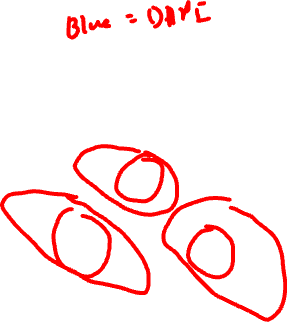 Blue = DAPI